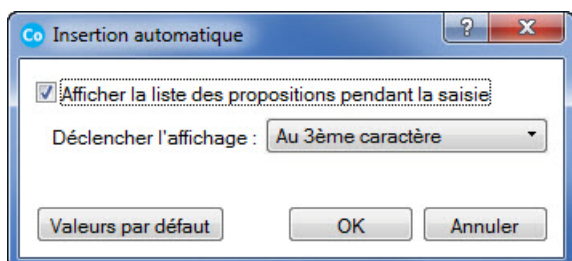 Co Insertion automatique
Afficher la liste des propositions pendant la saisie
Déclencher l'affichage : Au 3ème caractère
Valeurs par défaut OK Annuler